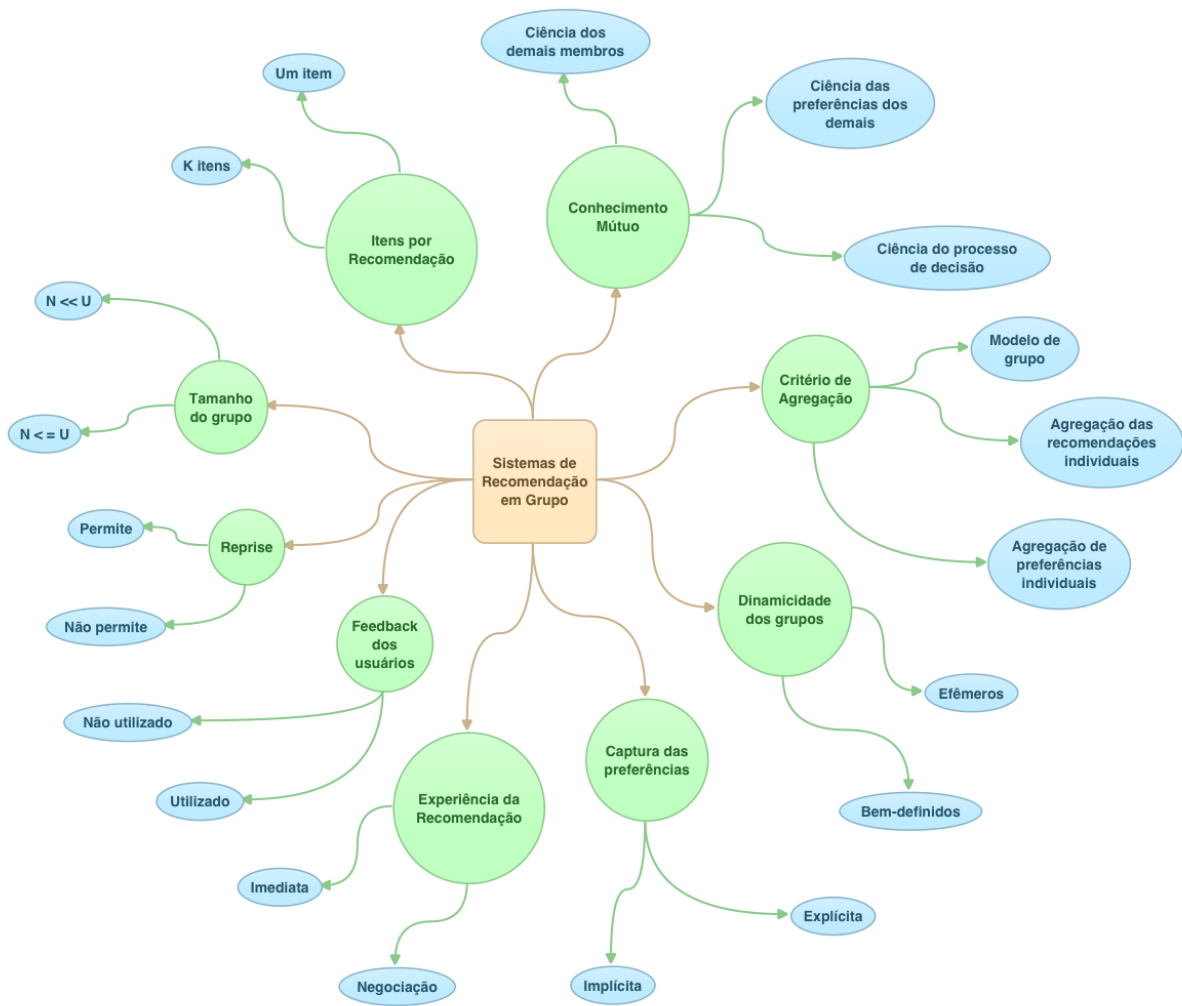 Ciência dos
demais membros
Um item
Ciência das
preferências dos
demais
K itens
Conhecimento
Mútuo
Itens por
Recomendação
Ciência do processo
de decisão
N << U
Modelo de
grupo
Critério de
Agregação
Tamanho
do grupo
N < = U
Agregação das
recomendações
individuais
Sistemas de
Recomendação
em Grupo
Permite
Reprise
Agregação de
preferências
individuais
Dinamicidade
dos grupos
Não permite
Feedback
dos
usuários
Efêmeros
Não utilizado
Captura das
preferências
Utilizado
Experiência da
Recomendação
Bem-definidos
Imediata
Explícita
Negociação
Implícita